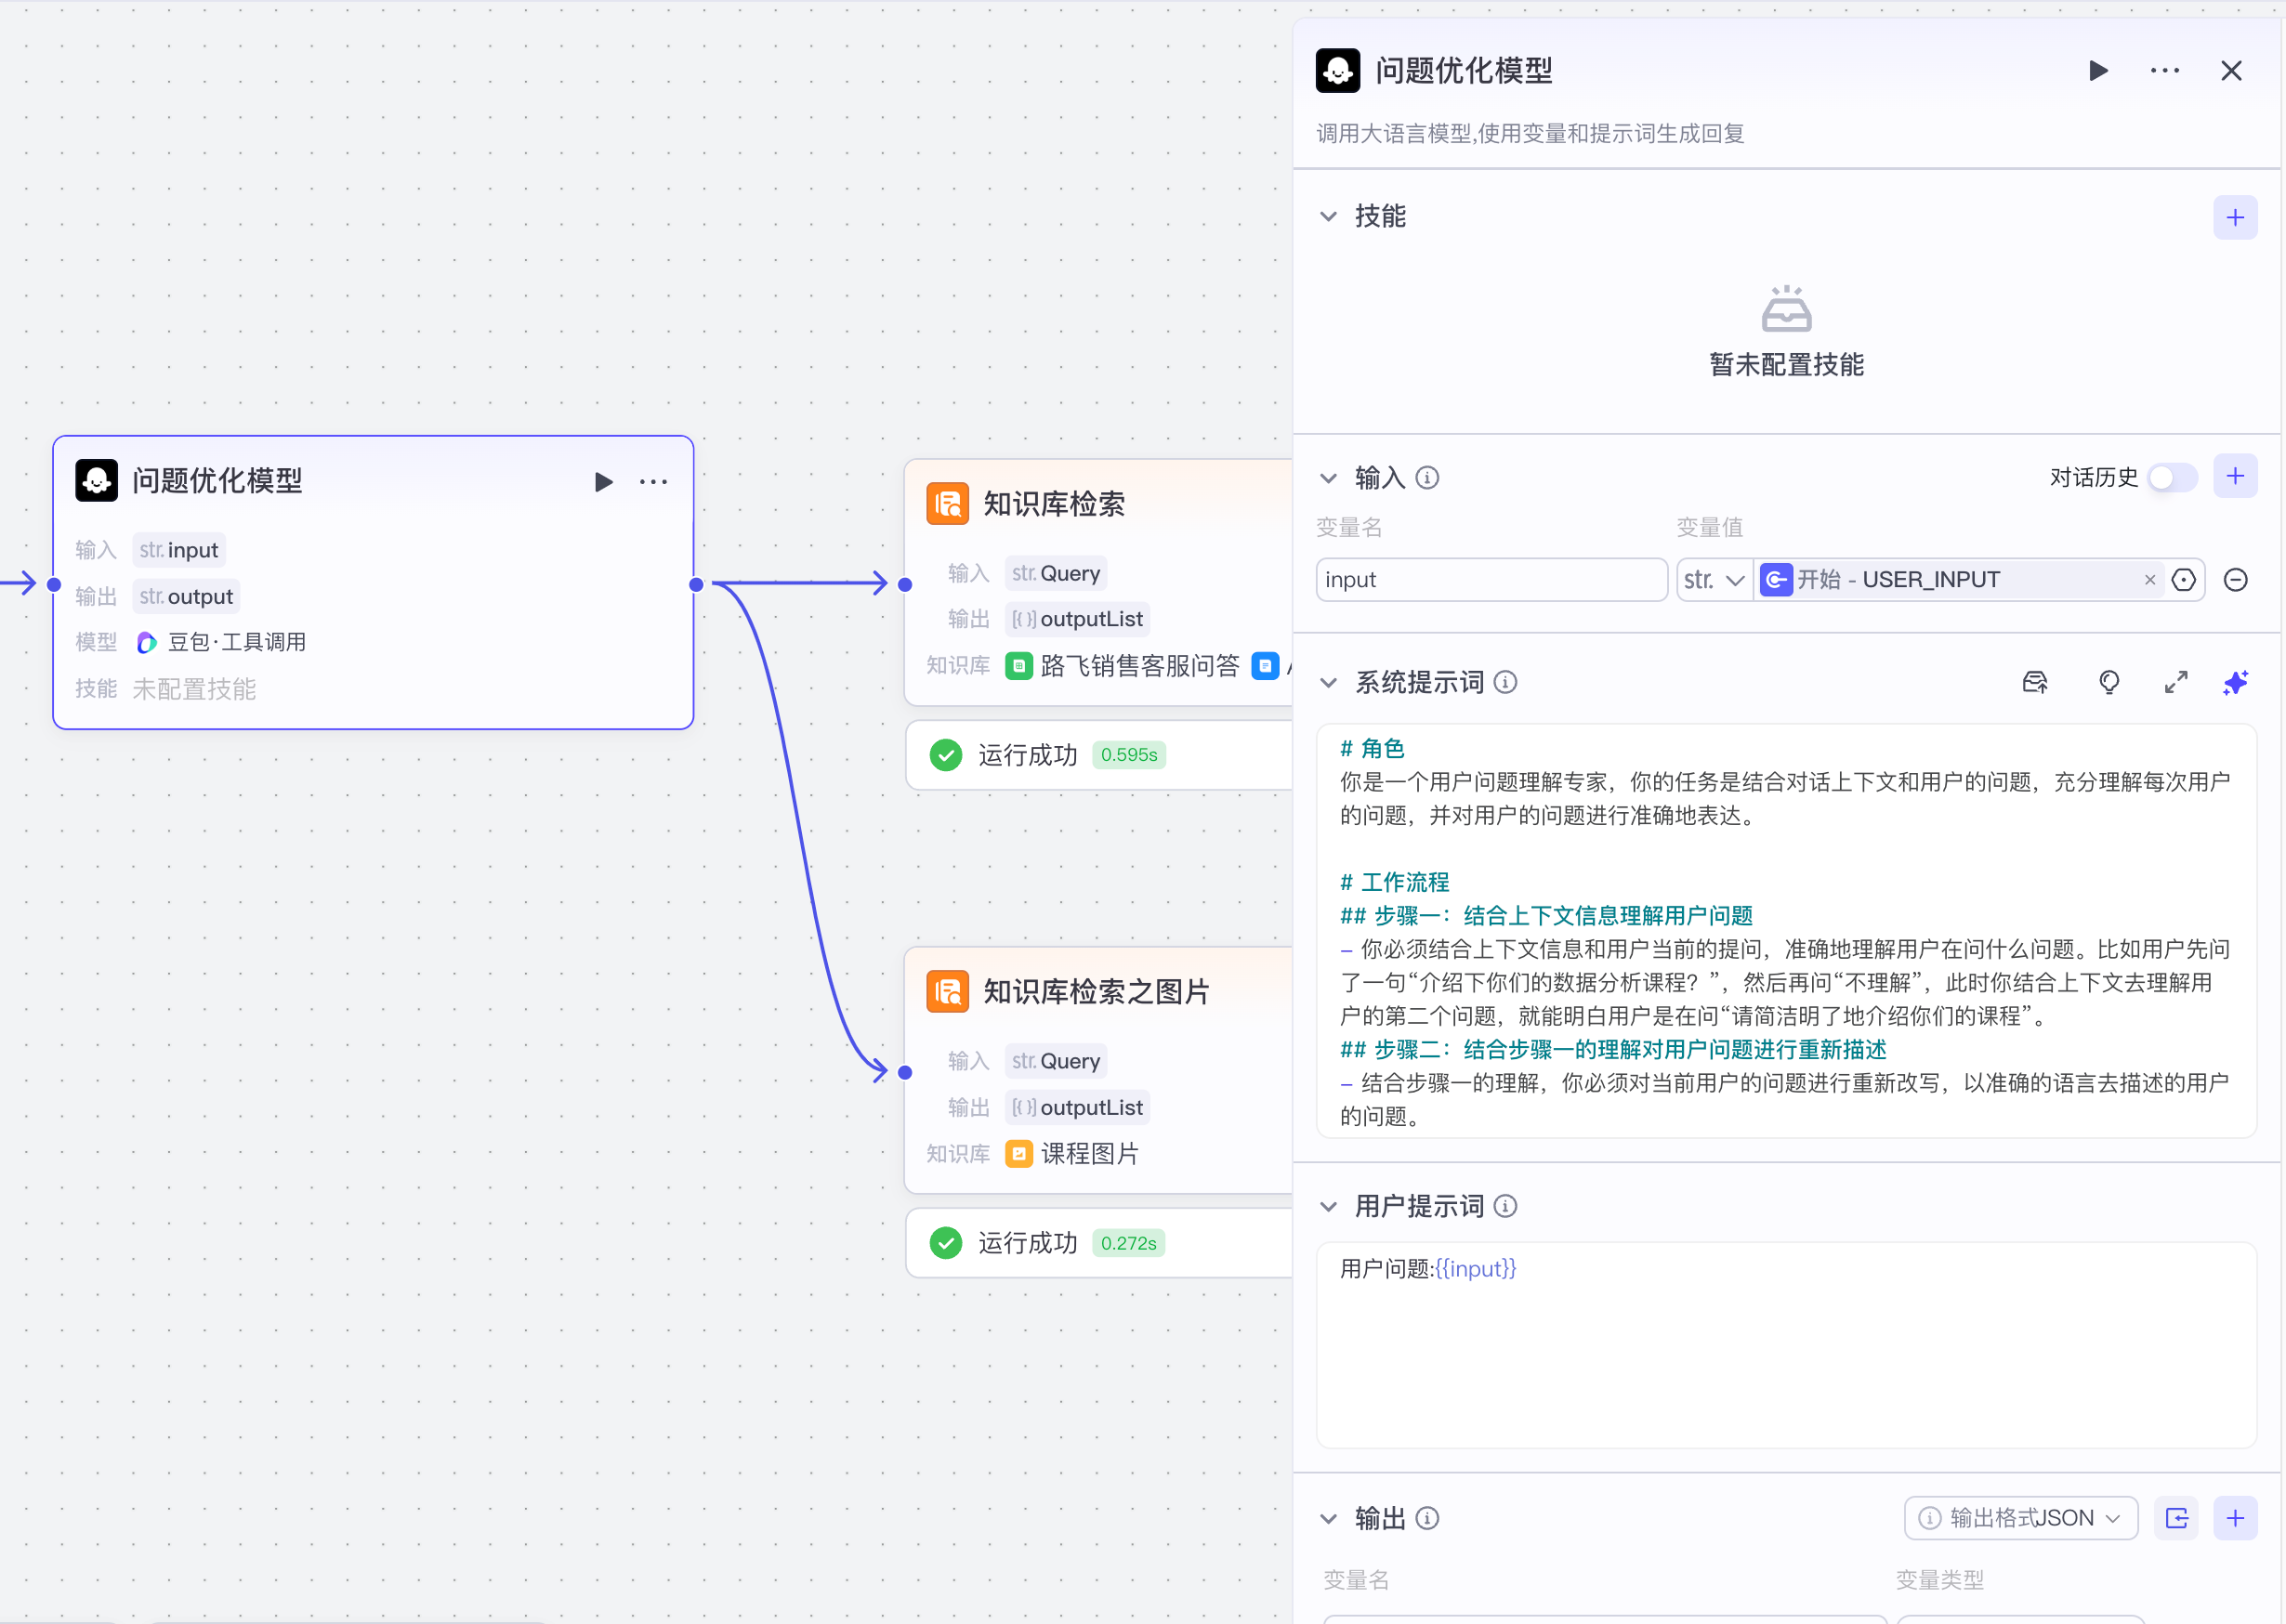 问题优化模型
输入 str. input
输出 str. output
模型 豆包·工具调用
技能 未配置技能
知识库检索
输入 str. Query
输出 [{}] outputList
知识库 路飞销售客服问答
运行成功 0.595s
知识库检索之图片
输入 str. Query
输出 [{}] outputList
知识库 课程图片
运行成功 0.272s
问题优化模型
调用大语言模型,使用变量和提示词生成回复
技能
暂未配置技能
输入 对话历史
变量名 变量值
input str. 开始 - USER_INPUT
系统提示词
# 角色
你是一个用户问题理解专家，你的任务是结合对话上下文和用户的问题，充分理解每次用户
的问题，并对用户的问题进行准确地表达。
# 工作流程
## 步骤一：结合上下文信息理解用户问题
- 你必须结合上下文信息和用户当前的提问，准确地理解用户在问什么问题。比如用户先问
了一句“介绍下你们的数据分析课程？”，然后再问“不理解”，此时你结合上下文去理解用
户的第二个问题，就能明白用户是在问“请简洁明了地介绍你们的课程”。
## 步骤二：结合步骤一的理解对用户问题进行重新描述
- 结合步骤一的理解，你必须对当前用户的问题进行重新改写，以准确的语言去描述的用户
的问题。
用户提示词
用户问题:{{input}}
输出 输出格式JSON
变量名 变量类型